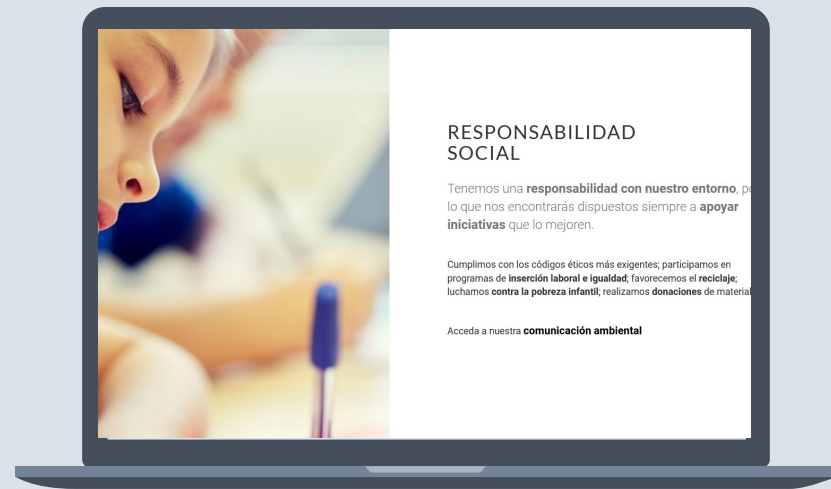 RESPONSABILIDAD
SOCIAL
Tenemos una responsabilidad con nuestro entorno,
lo que nos encontrarás dispuestos siempre a apoyar
iniciativas que lo mejoren.
Cumplimos con los códigos éticos más exigentes; participamos en
programas de inserción laboral e igualdad; favorecemos el reciclaje;
luchamos contra la pobreza infantil; realizamos donaciones de material
Acceda a nuestra comunicación ambiental